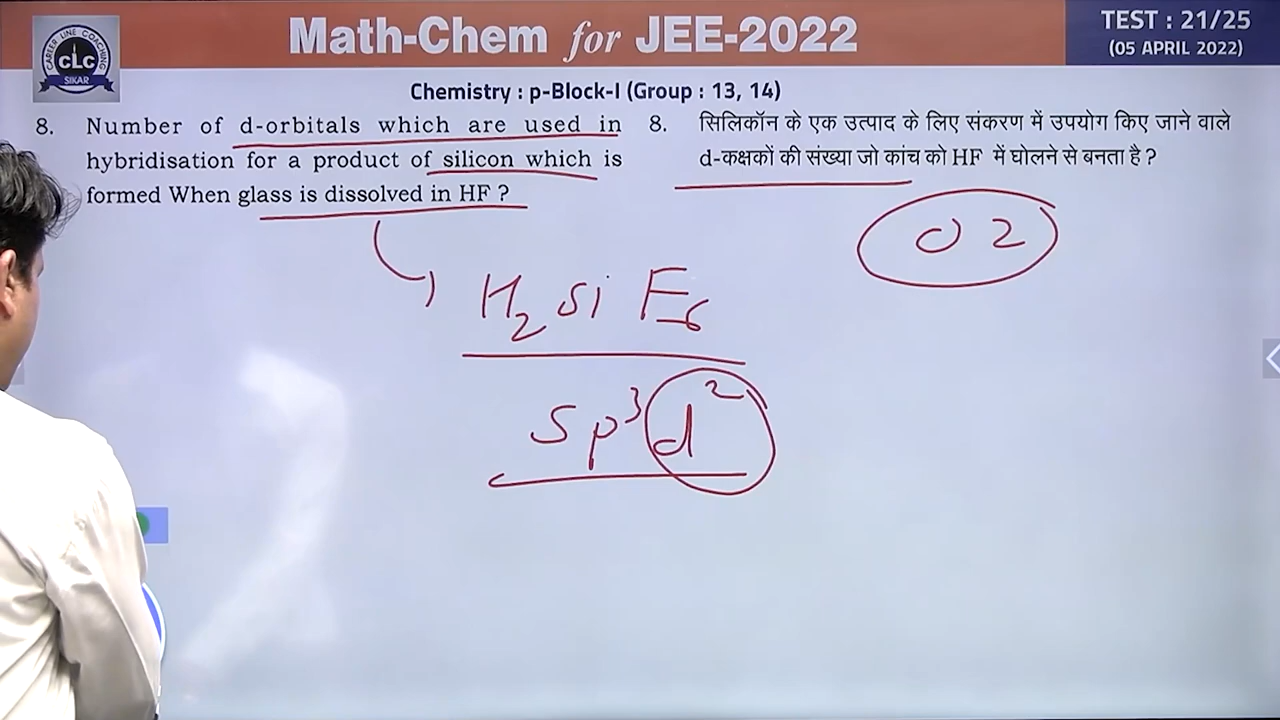 CAREER LINE COACHING
CLC
SIKAR
Math-Chem for JEE-2022
TEST : 21/25
(05 APRIL 2022)
Chemistry : p-Block-I (Group : 13, 14)
8. Number of d-orbitals which are used in
hybridisation for a product of silicon which is
formed When glass is dissolved in HF ?
8. सिलिकॉन के एक उत्पाद के लिए संकरण में उपयोग किए जाने वाले
d-कक्षकों की संख्या जो कांच को HF में घोलने से बनता है ?
02
H2SiF6
sp3d2